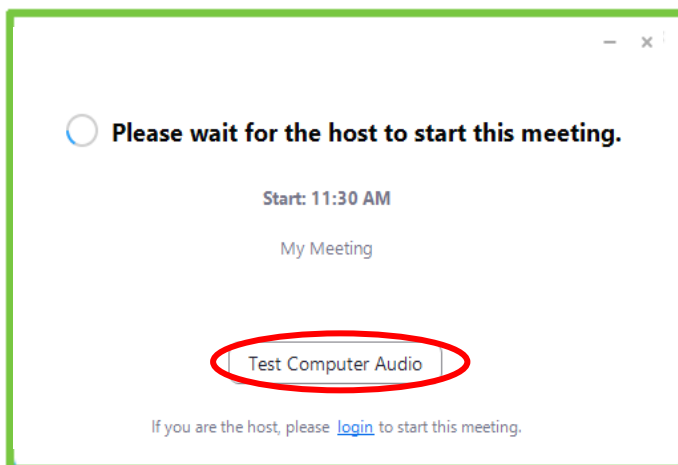 Please wait for the host to start this meeting.
Start: 11:30 AM
My Meeting
Test Computer Audio
If you are the host, please login to start this meeting.